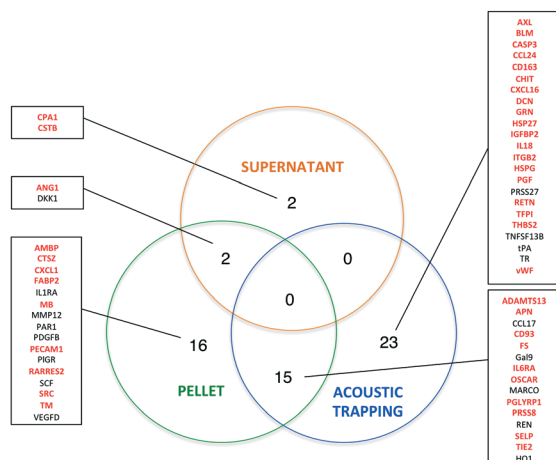 AXL
BLM
CASP3
CCL24
CD163
CHIT
CXCL16
DCN
GRN
HSP27
IGFBP2
IL18
ITGB2
HSPG
PGF
PRSS27
RETN
TFPI
THBS2
TNFSF13B
tPA
TR
vWF
CPA1
CSTB
ANG1
DKK1
SUPERNATANT
2
2
0
0
AMBP
CTSZ
CXCL1
FABP2
IL1RA
MB
MMP12
PAR1
PDGFB
PECAM1
PIGR
RARRES2
SCF
SRC
TM
VEGFD
16
23
15
PELLET
ACOUSTIC
TRAPPING
ADAMTS13
APN
CCL17
CD93
FS
Gal9
IL6RA
OSCAR
MARCO
PGLYRP1
PRSS8
REN
SELP
TIE2
HO1